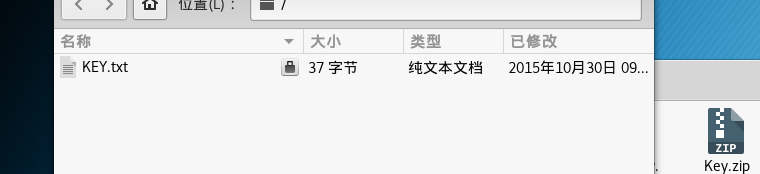 位置(L)： /
名称 大小 类型 已修改
KEY.txt 37 字节 纯文本文档 2015年10月30日 09...
ZIP
Key.zip